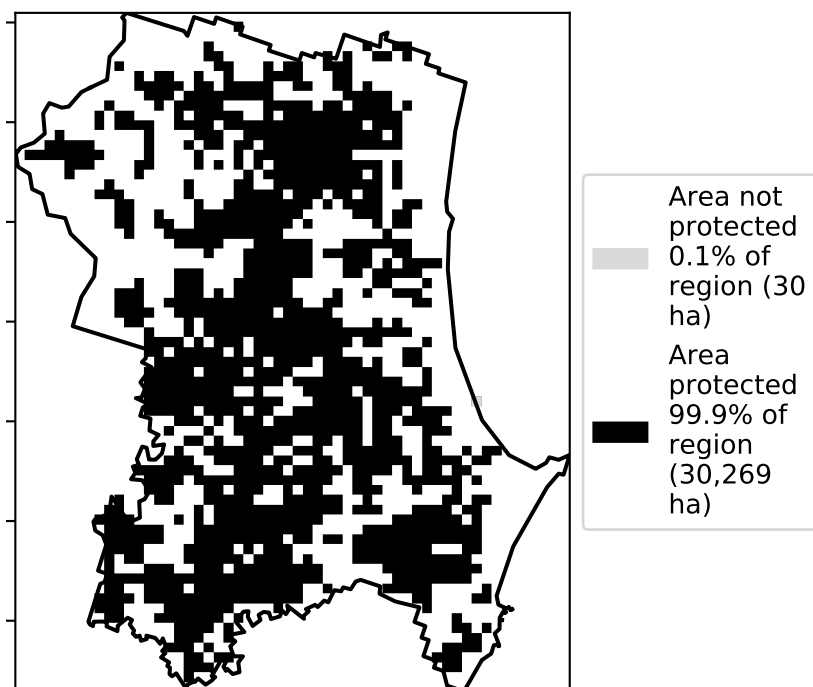 Area not
protected
0.1% of
region (30
ha)
Area
protected
99.9% of
region
(30,269
ha)